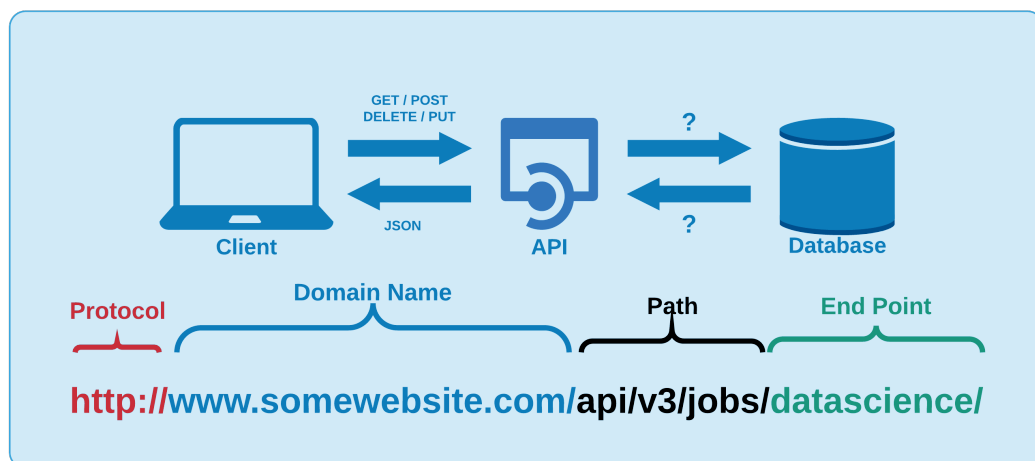 GET / POST
DELETE / PUT
?
JSON
?
Client
API
Database
Protocol
Domain Name
Path
End Point
http://www.somewebsite.com/api/v3/jobs/datascience/